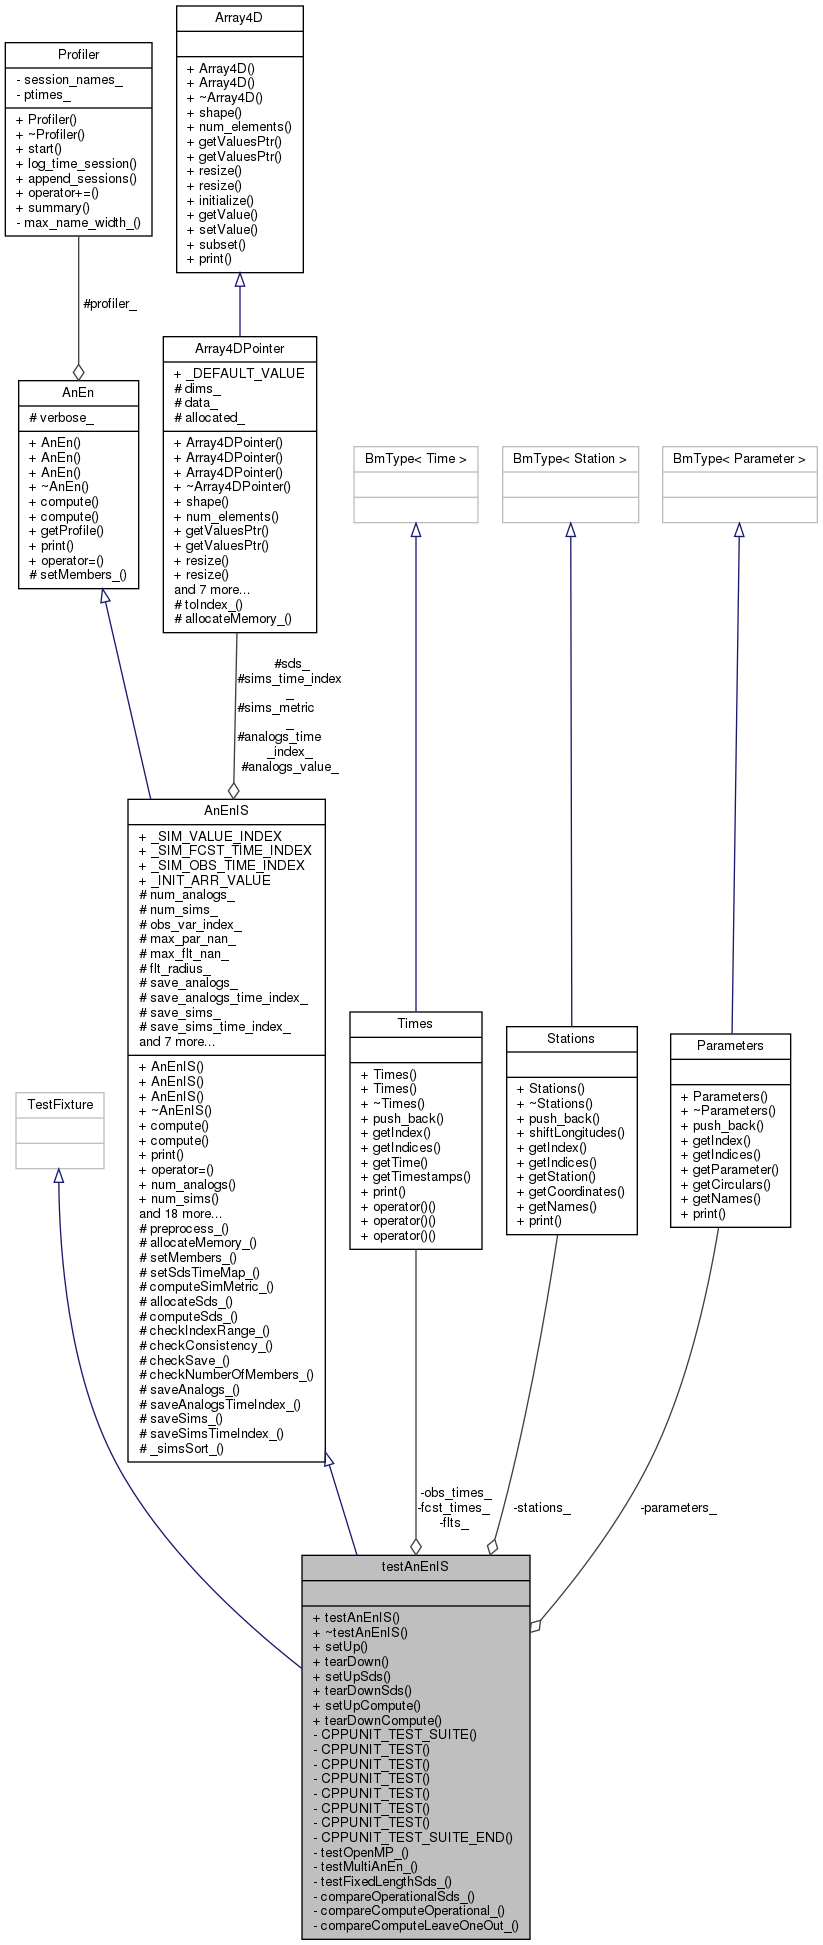 Array4D
+ Array4D()
+ Array4D()
+ ~Array4D()
+ shape()
+ num_elements()
+ getValuesPtr()
+ getValuesPtr()
+ resize()
+ resize()
+ initialize()
+ getValue()
+ setValue()
+ subset()
+ print()
Profiler
- session_names_
- ptimes_
+ Profiler()
+ ~Profiler()
+ start()
+ log_time_session()
+ append_sessions()
+ operator+=()
+ summary()
- max_name_width_()
#profiler_
Array4DPointer
+ _DEFAULT_VALUE
# dims_
# data_
# allocated_
+ Array4DPointer()
+ Array4DPointer()
+ Array4DPointer()
+ ~Array4DPointer()
+ shape()
+ num_elements()
+ getValuesPtr()
+ getValuesPtr()
+ resize()
+ resize()
and 7 more...
# toIndex_()
# allocateMemory_()
AnEn
# verbose_
+ AnEn()
+ AnEn()
+ AnEn()
+ ~AnEn()
+ compute()
+ compute()
+ getProfile()
+ print()
+ operator=()
# setMembers_()
BmType< Time >
BmType< Station >
BmType< Parameter >
#sds_
#sims_time_index
_
#sims_metric
_
#analogs_time
_index_
#analogs_value_
AnEnIS
+ _SIM_VALUE_INDEX
+ _SIM_FCST_TIME_INDEX
+ _SIM_OBS_TIME_INDEX
+ _INIT_ARR_VALUE
# num_analogs_
# num_sims_
# obs_var_index_
# max_par_nan_
# max_flt_nan_
# flt_radius_
# save_analogs_
# save_analogs_time_index_
# save_sims_
# save_sims_time_index_
and 7 more...
+ AnEnIS()
+ AnEnIS()
+ AnEnIS()
+ ~AnEnIS()
+ compute()
+ compute()
+ print()
+ operator=()
+ num_analogs()
+ num_sims()
and 18 more...
# preprocess_()
# allocateMemory_()
# setMembers_()
# setSdsTimeMap_()
# computeSimMetric_()
# allocateSds_()
# computeSds_()
# checkIndexRange_()
# checkConsistency_()
# checkSave_()
# checkNumberOfMembers_()
# saveAnalogs_()
# saveAnalogsTimeIndex_()
# saveSims_()
# saveSimsTimeIndex_()
# _simsSort_()
Times
+ Times()
+ Times()
+ ~Times()
+ push_back()
+ getIndex()
+ getIndices()
+ getTime()
+ getTimestamps()
+ print()
+ operator()()
+ operator()()
+ operator()()
Stations
+ Stations()
+ ~Stations()
+ push_back()
+ shiftLongitudes()
+ getIndex()
+ getIndices()
+ getStation()
+ getCoordinates()
+ getNames()
+ print()
Parameters
+ Parameters()
+ ~Parameters()
+ push_back()
+ getIndex()
+ getIndices()
+ getParameter()
+ getCirculars()
+ getNames()
+ print()
TestFixture
-obs_times_
-fcst_times_
-flts_
-stations_
-parameters_
testAnEnIS
+ testAnEnIS()
+ ~testAnEnIS()
+ setUp()
+ tearDown()
+ setUpSds()
+ tearDownSds()
+ setUpCompute()
+ tearDownCompute()
- CPPUNIT_TEST_SUITE()
- CPPUNIT_TEST()
- CPPUNIT_TEST()
- CPPUNIT_TEST()
- CPPUNIT_TEST()
- CPPUNIT_TEST()
- CPPUNIT_TEST()
- CPPUNIT_TEST_SUITE_END()
- testOpenMP_()
- testMultiAnEn_()
- testFixedLengthSds_()
- compareOperationalSds_()
- compareComputeOperational_()
- compareComputeLeaveOneOut_()